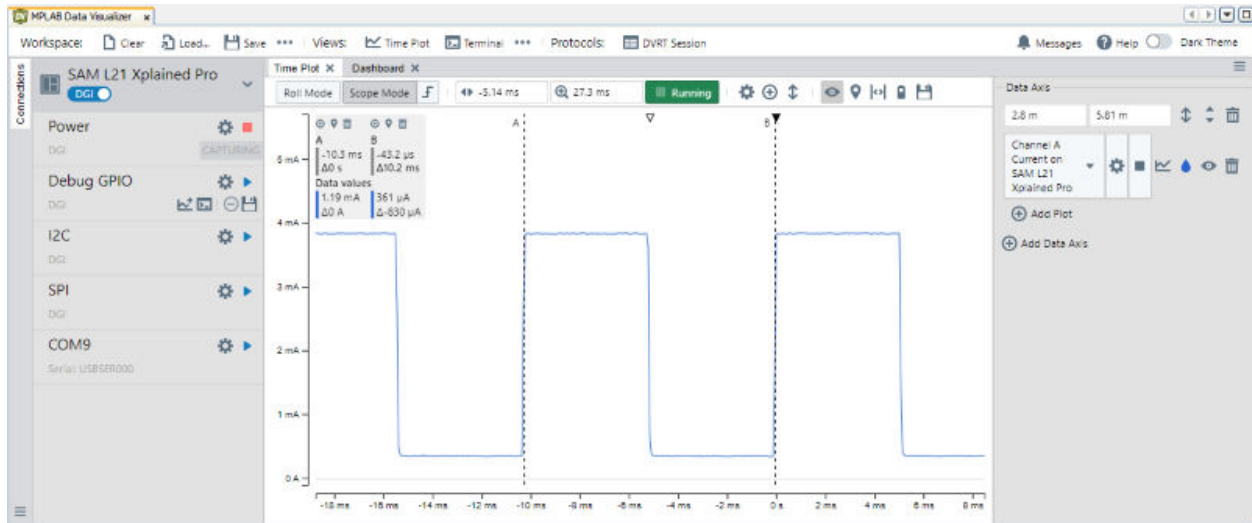 MPLAB Data Visualizer ×
Workspace: Clear Load... Save ••• Views: Time Plot Terminal ••• Protocols: DVRT Session Messages Help Dark Theme
Connections
SAM L21 Xplained Pro
DGI
Power
DGI
CAPTURING
Debug GPIO
DGI
I2C
DGI
SPI
DGI
COM9
Serial: USBSER000
Time Plot × Dashboard ×
Roll Mode Scope Mode -5.14 ms 27.3 ms Running
A B
A B
-10.3 ms -43.2 µs
Δ0 s Δ10.2 ms
Data values
1.19 mA 361 µA
Δ0 A Δ-830 µA
5 mA
4 mA
3 mA
2 mA
1 mA
0 A
-18 ms -16 ms -14 ms -12 ms -10 ms -8 ms -6 ms -4 ms -2 ms 0 s 2 ms 4 ms 6 ms 8 ms
Data Axis
2.8 m 5.81 m
Channel A
Current on
SAM L21
Xplained Pro
Add Plot
Add Data Axis